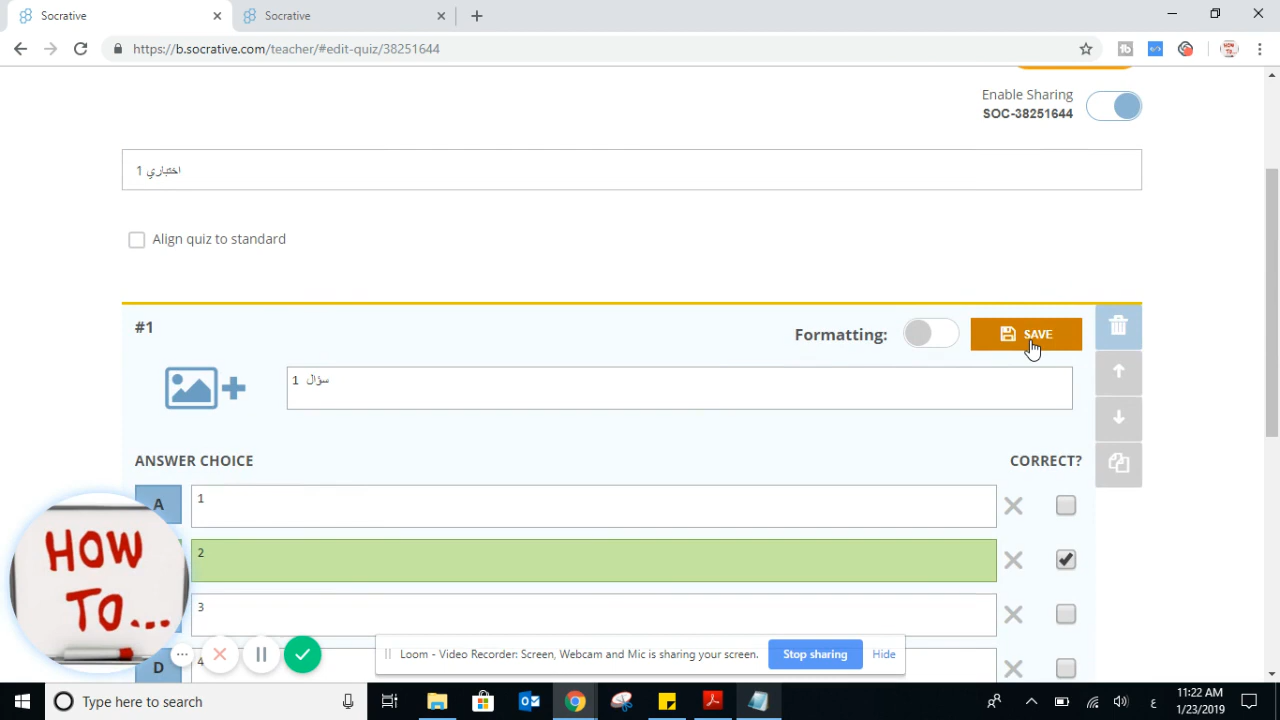 Socrative
Socrative
https://b.socrative.com/teacher/#edit-quiz/38251644
Enable Sharing
SOC-38251644
اختباري 1
Align quiz to standard
#1
Formatting:
SAVE
سؤال 1
ANSWER CHOICE
CORRECT?
A
1
2
3
D
4
HOW
TO...
Loom - Video Recorder: Screen, Webcam and Mic is sharing your screen.
Stop sharing
Hide
Type here to search
ع
11:22 AM
1/23/2019